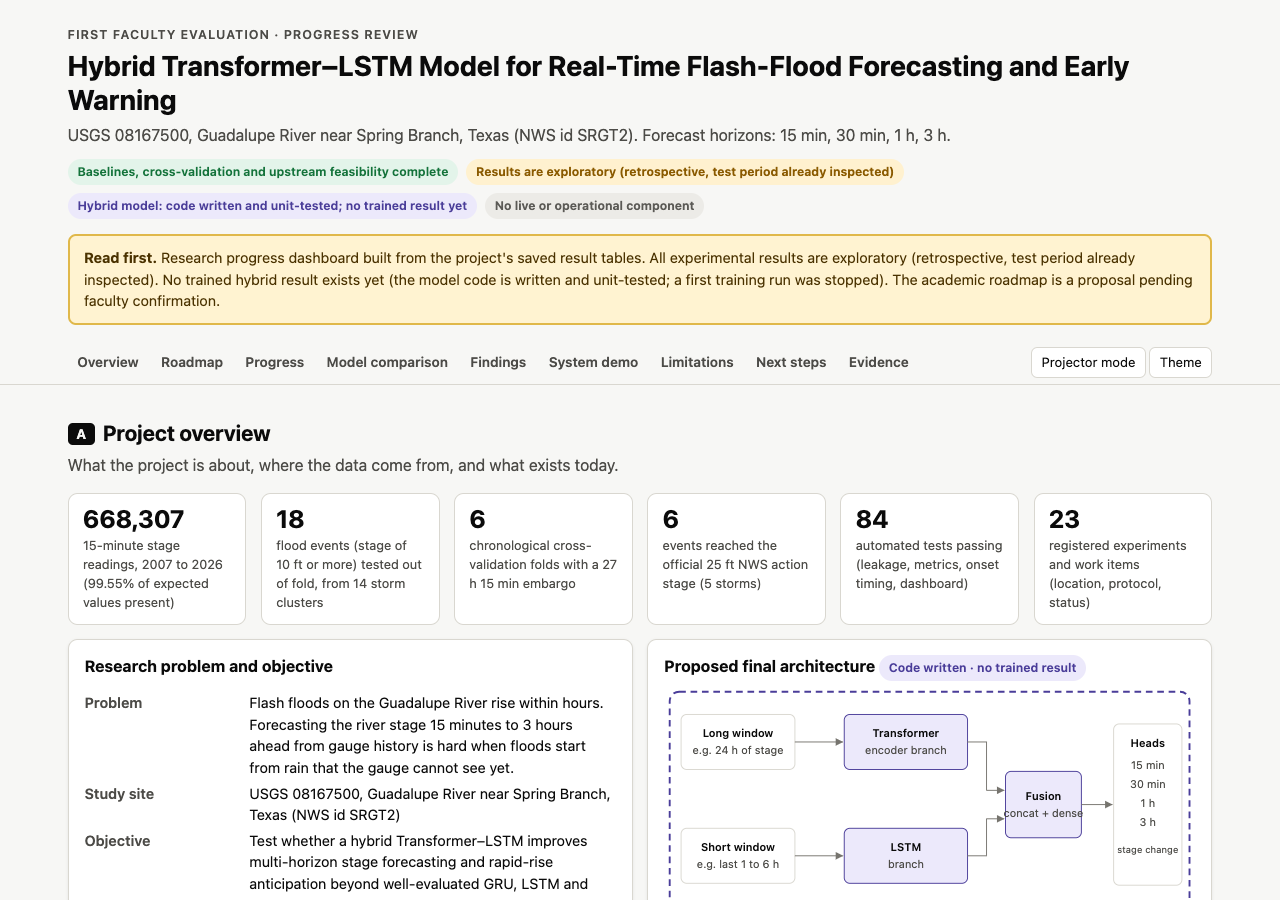 FIRST FACULTY EVALUATION · PROGRESS REVIEW
Hybrid Transformer–LSTM Model for Real-Time Flash-Flood Forecasting and Early
Warning
USGS 08167500, Guadalupe River near Spring Branch, Texas (NWS id SRGT2). Forecast horizons: 15 min, 30 min, 1 h, 3 h.
Baselines, cross-validation and upstream feasibility complete
Results are exploratory (retrospective, test period already inspected)
Hybrid model: code written and unit-tested; no trained result yet
No live or operational component
Read first. Research progress dashboard built from the project's saved result tables. All experimental results are exploratory (retrospective, test period already
inspected). No trained hybrid result exists yet (the model code is written and unit-tested; a first training run was stopped). The academic roadmap is a proposal pending
faculty confirmation.
Overview
Roadmap
Progress
Model comparison
Findings
System demo
Limitations
Next steps
Evidence
Projector mode
Theme
A Project overview
What the project is about, where the data come from, and what exists today.
668,307
15-minute stage
readings, 2007 to 2026
(99.55% of expected
values present)
18
flood events (stage of
10 ft or more) tested out
of fold, from 14 storm
clusters
6
chronological cross-
validation folds with a 27
h 15 min embargo
6
events reached the
official 25 ft NWS action
stage (5 storms)
84
automated tests passing
(leakage, metrics, onset
timing, dashboard)
23
registered experiments
and work items
(location, protocol,
status)
Research problem and objective
Problem
Flash floods on the Guadalupe River rise within hours.
Forecasting the river stage 15 minutes to 3 hours
ahead from gauge history is hard when floods start
from rain that the gauge cannot see yet.
Study site
USGS 08167500, Guadalupe River near Spring Branch,
Texas (NWS id SRGT2)
Objective
Test whether a hybrid Transformer–LSTM improves
multi-horizon stage forecasting and rapid-rise
anticipation beyond well-evaluated GRU, LSTM and
Proposed final architecture
Code written · no trained result
Long window
e.g. 24 h of stage
Transformer
encoder branch
Short window
e.g. last 1 to 6 h
LSTM
branch
Fusion
concat + dense
Heads
15 min
30 min
1 h
3 h
stage change